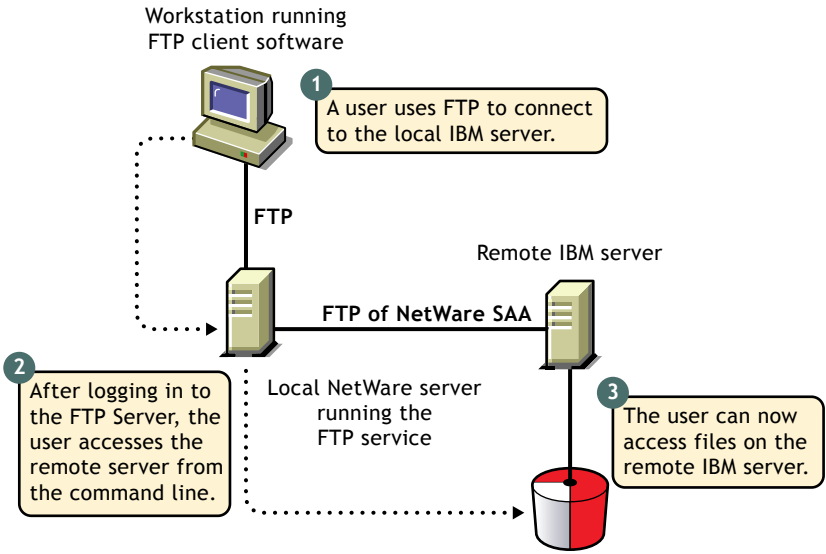 Workstation running
FTP client software
1
A user uses FTP to connect
to the local IBM server.
FTP
Remote IBM server
FTP of NetWare SAA
2
After logging in to
the FTP Server, the
user accesses the
remote server from
the command line.
Local NetWare server
running the
FTP service
3
The user can now
access files on the
remote IBM server.